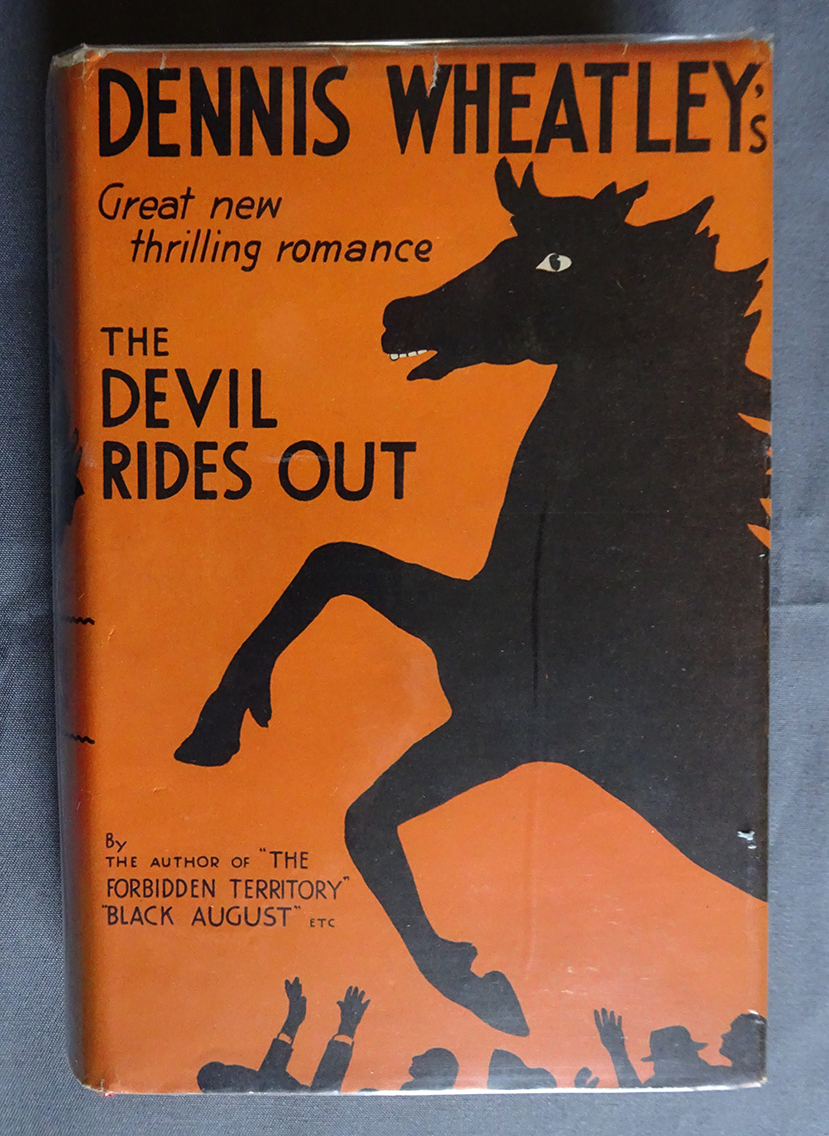 DENNIS WHEATLEY's
Great new
thrilling romance
THE
DEVIL
RIDES OUT
By
THE AUTHOR OF "THE
FORBIDDEN TERRITORY"
"BLACK AUGUST" ETC